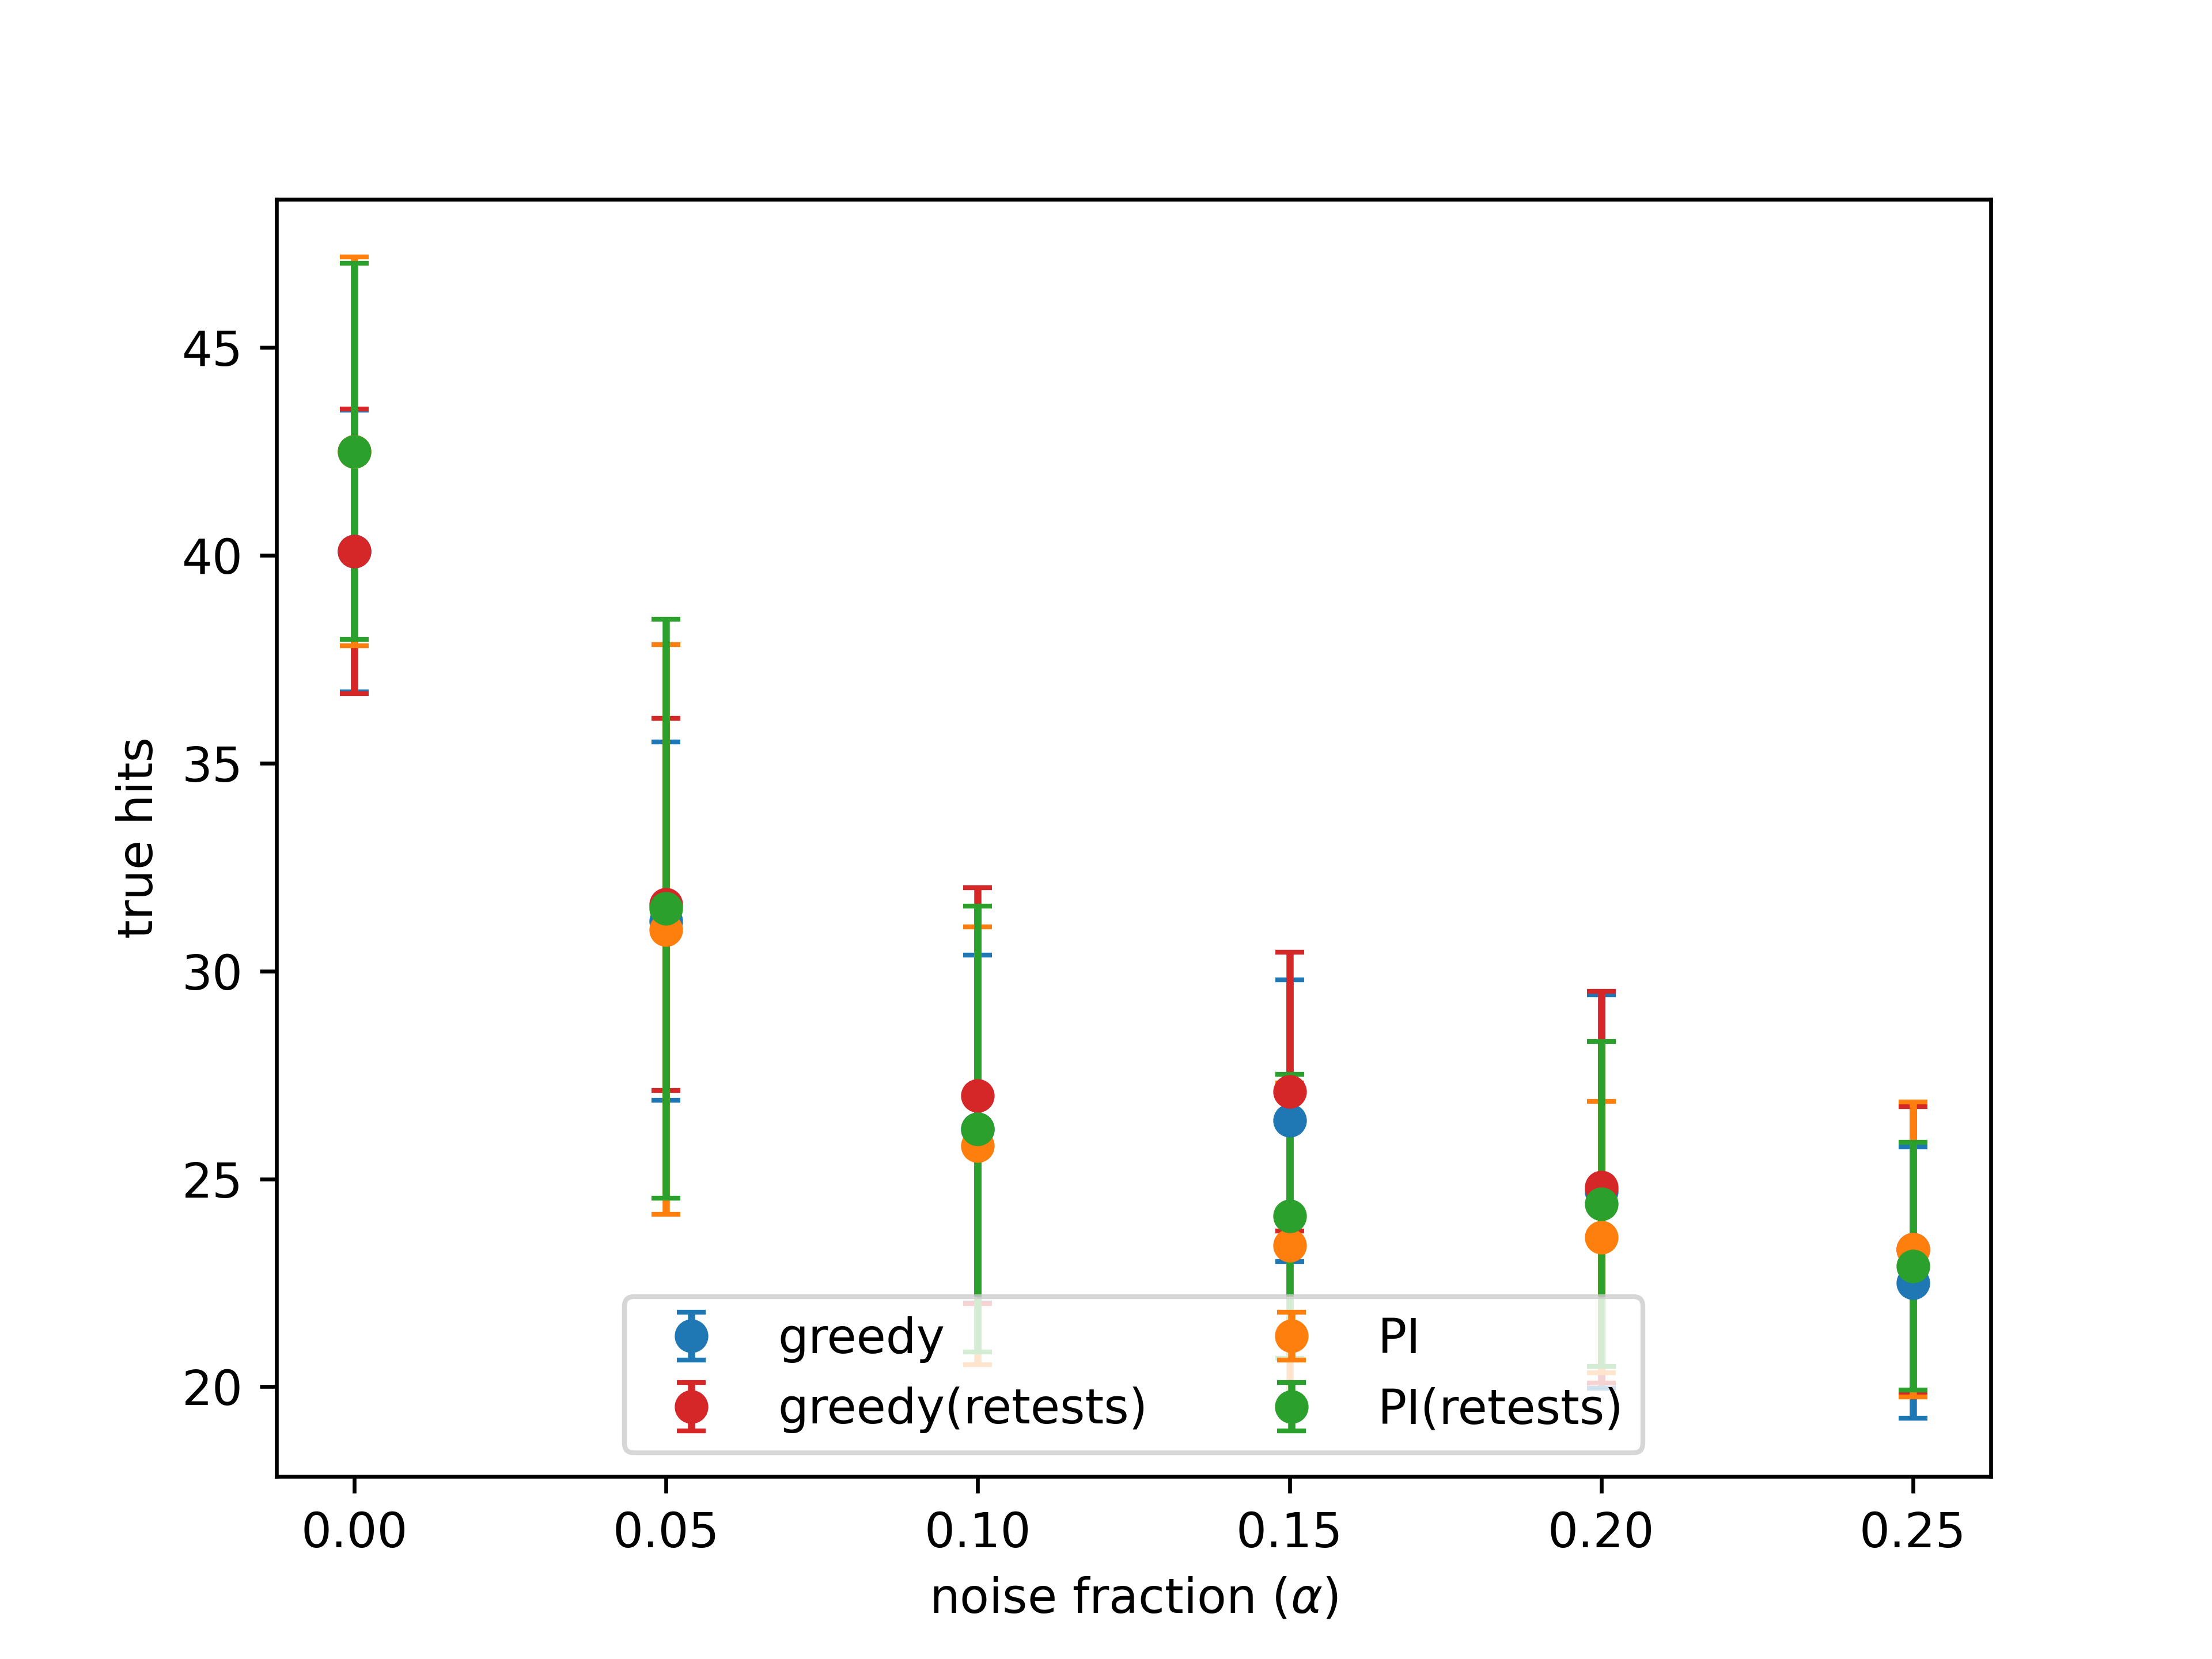 45
40
35
30
25
20
true hits
greedy
greedy(retests)
PI
PI(retests)
0.00 0.05 0.10 0.15 0.20 0.25
noise fraction (α)